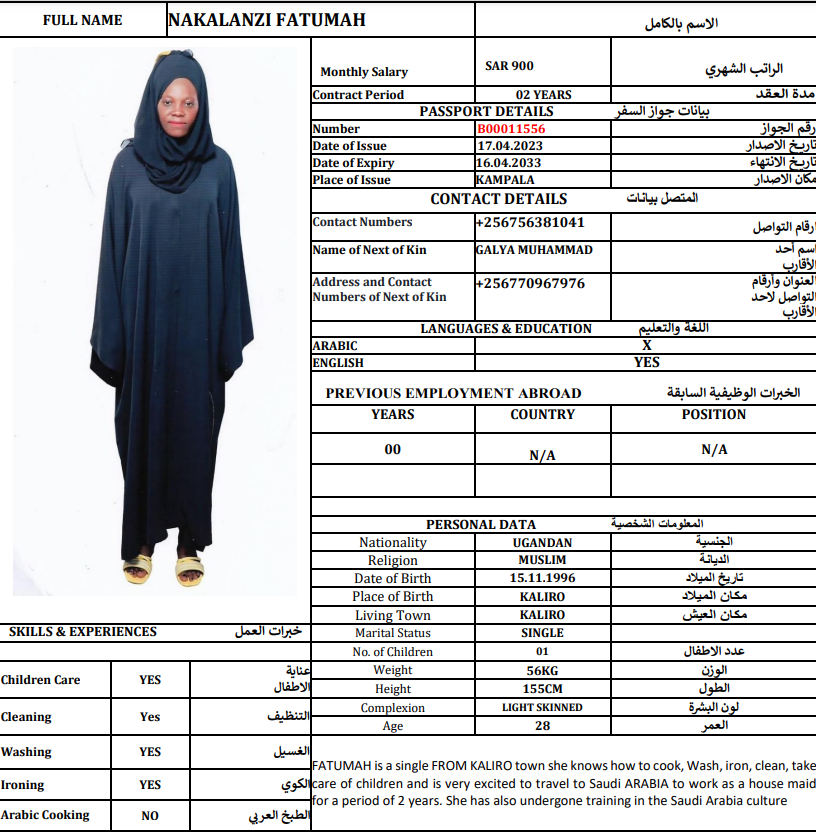 FULL NAME NAKALANZI FATUMAH الاسم بالكامل
Monthly Salary SAR 900 الراتب الشهري
Contract Period 02 YEARS مدة العقد
PASSPORT DETAILS بيانات جواز السفر
Number B00011556 رقم الجواز
Date of Issue 17.04.2023 تاريخ الاصدار
Date of Expiry 16.04.2033 تاريخ الانتهاء
Place of Issue KAMPALA مكان الاصدار
CONTACT DETAILS المتصل بيانات
Contact Numbers +256756381041 ارقام التواصل
Name of Next of Kin GALYA MUHAMMAD اسم أحد
الأقارب
Address and Contact +256770967976 العنوان وأرقام
Numbers of Next of Kin التواصل لاحد
الأقارب
LANGUAGES & EDUCATION اللغة والتعليم
ARABIC X
ENGLISH YES
PREVIOUS EMPLOYMENT ABROAD الخبرات الوظيفية السابقة
YEARS COUNTRY POSITION
00 N/A N/A
PERSONAL DATA المعلومات الشخصية
Nationality UGANDAN الجنسية
Religion MUSLIM الديانة
Date of Birth 15.11.1996 تاريخ الميلاد
Place of Birth KALIRO مكان الميلاد
Living Town KALIRO مكان العيش
Marital Status SINGLE
No. of Children 01 عدد الاطفال
Weight 56KG الوزن
Height 155CM الطول
Complexion LIGHT SKINNED لون البشرة
Age 28 العمر
SKILLS & EXPERIENCES خبرات العمل
Children Care YES عناية
الاطفال
Cleaning Yes التنظيف
Washing YES الغسيل
Ironing YES الكوي
Arabic Cooking NO الطبخ العربي
FATUMAH is a single FROM KALIRO town she knows how to cook, Wash, iron, clean, take
care of children and is very excited to travel to Saudi ARABIA to work as a house maid
for a period of 2 years. She has also undergone training in the Saudi Arabia culture